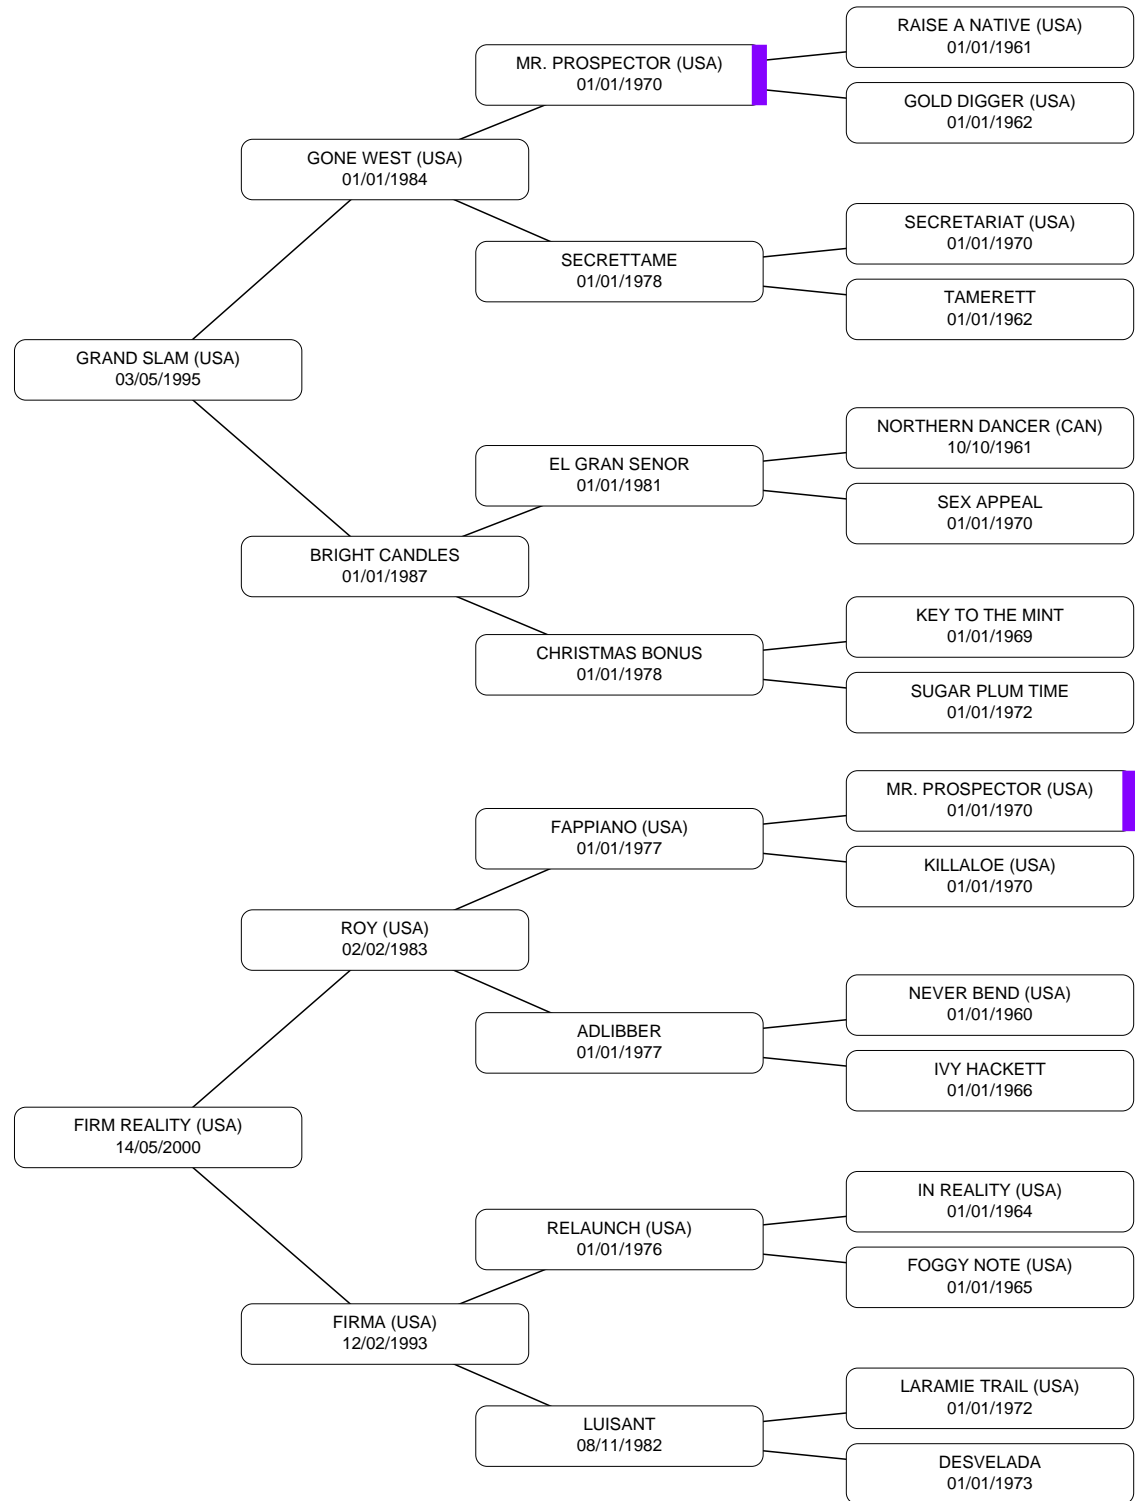 RAISE A NATIVE (USA)
01/01/1961
MR. PROSPECTOR (USA)
01/01/1970
GOLD DIGGER (USA)
01/01/1962
GONE WEST (USA)
01/01/1984
SECRETARIAT (USA)
01/01/1970
SECRETTAME
01/01/1978
TAMERETT
01/01/1962
GRAND SLAM (USA)
03/05/1995
NORTHERN DANCER (CAN)
10/10/1961
EL GRAN SENOR
01/01/1981
SEX APPEAL
01/01/1970
BRIGHT CANDLES
01/01/1987
KEY TO THE MINT
01/01/1969
CHRISTMAS BONUS
01/01/1978
SUGAR PLUM TIME
01/01/1972
MR. PROSPECTOR (USA)
01/01/1970
FAPPIANO (USA)
01/01/1977
KILLALOE (USA)
01/01/1970
ROY (USA)
02/02/1983
NEVER BEND (USA)
01/01/1960
ADLIBBER
01/01/1977
IVY HACKETT
01/01/1966
FIRM REALITY (USA)
14/05/2000
IN REALITY (USA)
01/01/1964
RELAUNCH (USA)
01/01/1976
FOGGY NOTE (USA)
01/01/1965
FIRMA (USA)
12/02/1993
LARAMIE TRAIL (USA)
01/01/1972
LUISANT
08/11/1982
DESVELADA
01/01/1973